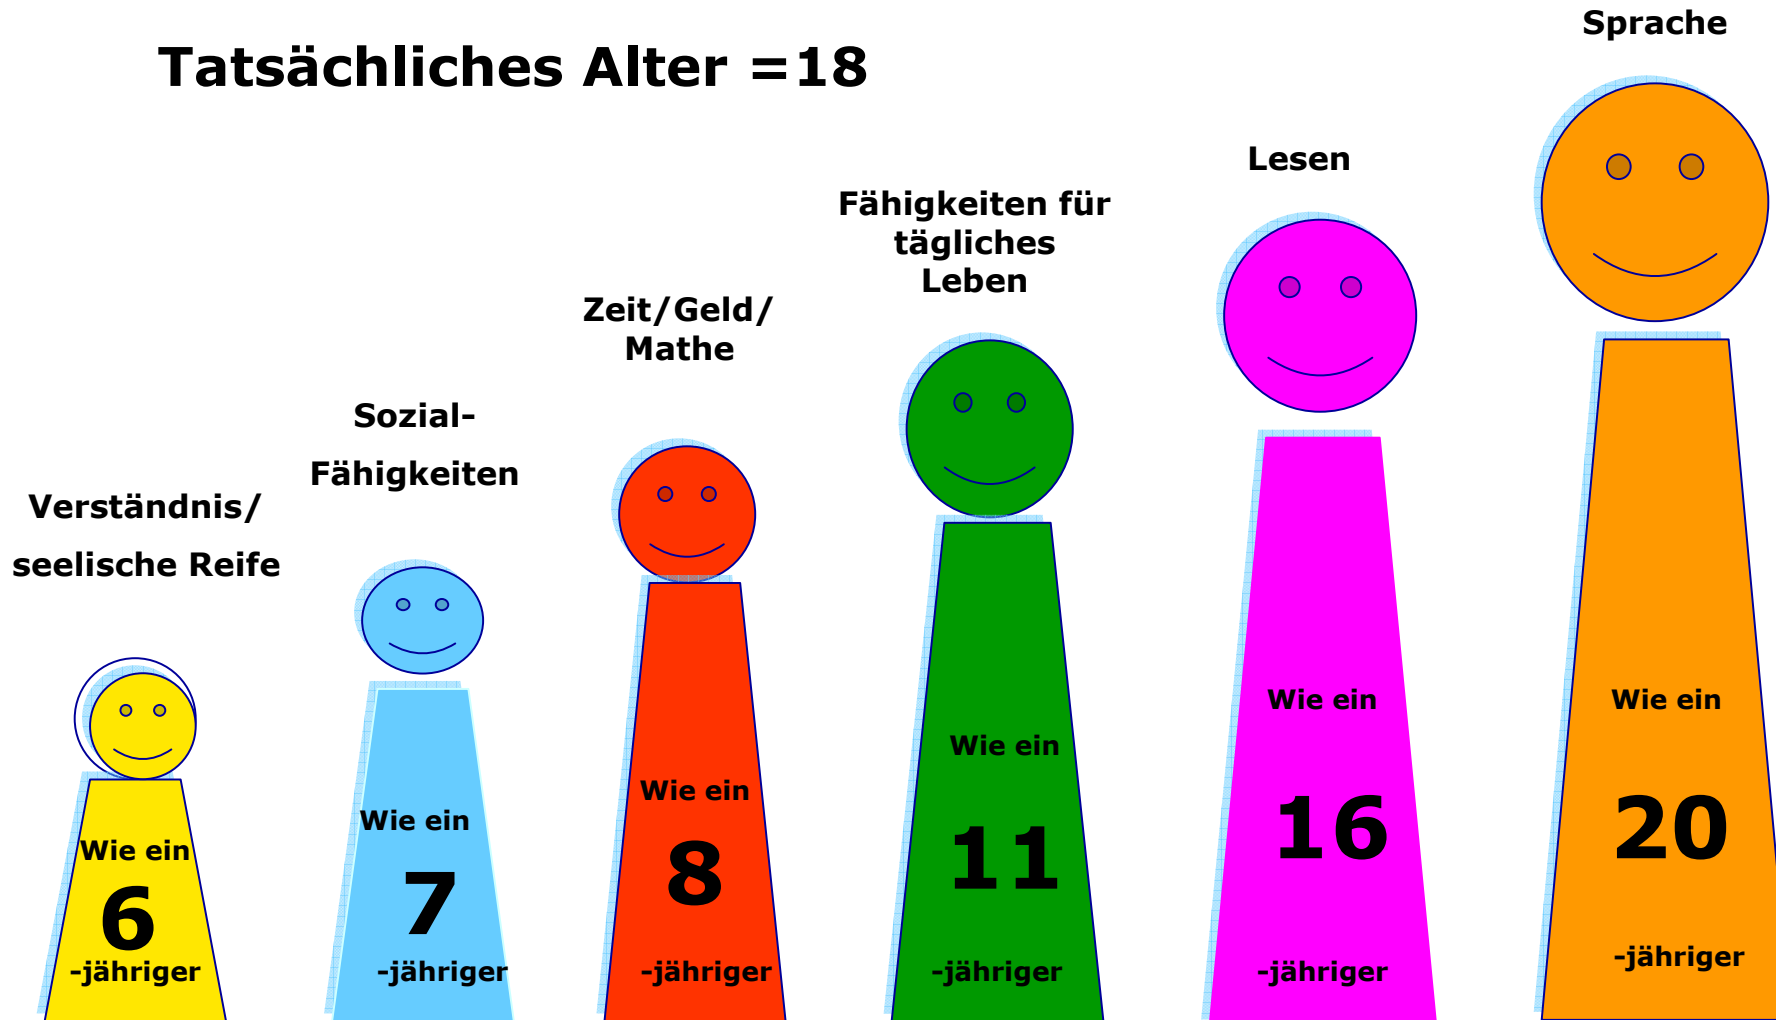 Tatsächliches Alter =18
Verständnis/
seelische Reife
Wie ein
6
-jähriger
Sozial-
Fähigkeiten
Wie ein
7
-jähriger
Zeit/Geld/
Mathe
Wie ein
8
-jähriger
Fähigkeiten für
tägliches
Leben
Wie ein
11
-jähriger
Lesen
Wie ein
16
-jähriger
Sprache
Wie ein
20
-jähriger